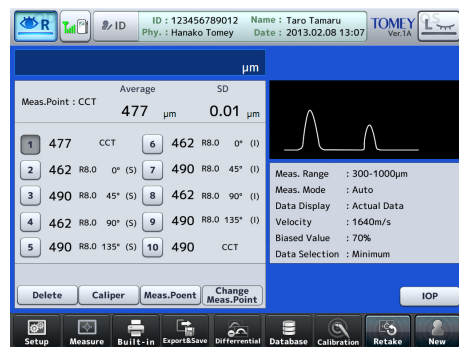 R ID ID : 123456789012 Name : Taro Tamaru TOMEY
Phy. : Hanako Tomey Date : 2013.02.08 13:07 Ver.1A
µm
Average SD
Meas.Point : CCT 477 µm 0.01 µm
1 477 CCT 6 462 R8.0 0° (I)
2 462 R8.0 0° (S) 7 490 R8.0 45° (I)
3 490 R8.0 45° (S) 8 462 R8.0 90° (I)
4 462 R8.0 90° (S) 9 490 R8.0 135° (I)
5 490 R8.0 135° (S) 10 490 CCT
Meas. Range : 300-1000µm
Meas. Mode : Auto
Data Display : Actual Data
Velocity : 1640m/s
Biased Value : 70%
Data Selection : Minimum
Delete Caliper Meas.Poent Change Meas.Point IOP
Setup Measure Built-in Export&Save Differrential Database Calibration Retake New